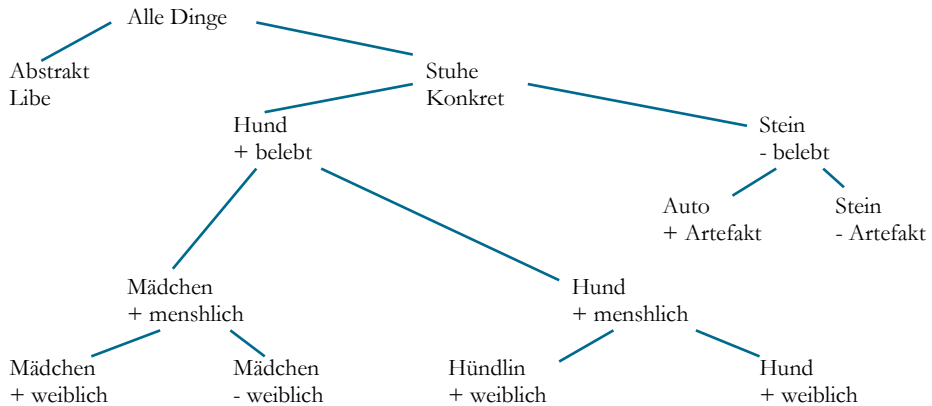 Alle Dinge
Abstrakt
Libe
Stuhe
Konkret
Hund
+ belebt
Stein
- belebt
Auto
+ Artefakt
Stein
- Artefakt
Mädchen
+ menshlich
Hund
+ menshlich
Mädchen
+ weiblich
Mädchen
- weiblich
Hündlin
+ weiblich
Hund
+ weiblich